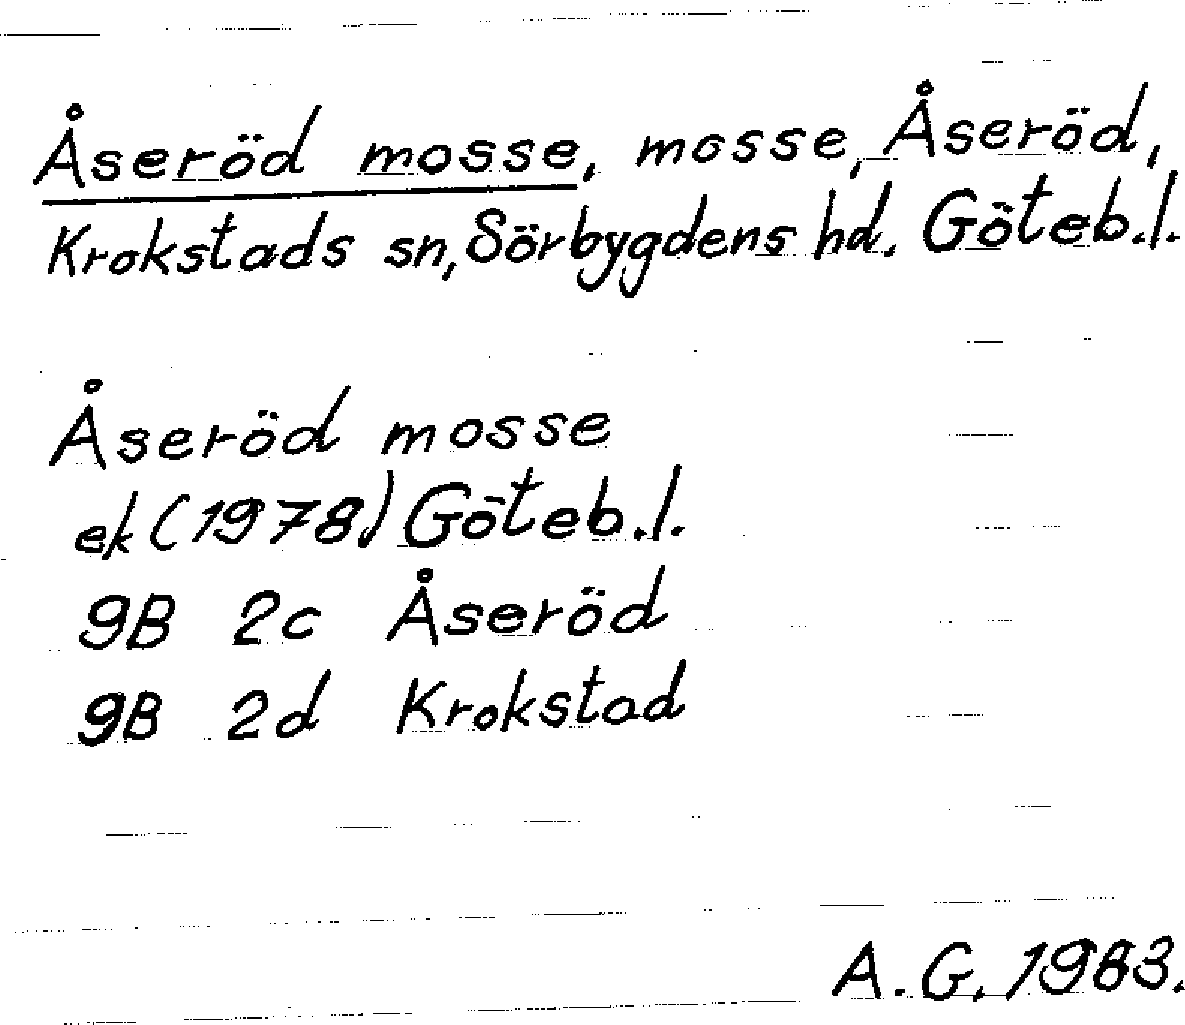 Åseröd mosse, mosse, Åseröd,
Krokstads sn, Sörbygdens hd. Göteb.l.
Åseröd mosse
ek (1978) Göteb.l.
9B 2c Åseröd
9B 2d Krokstad
A.G. 1983.